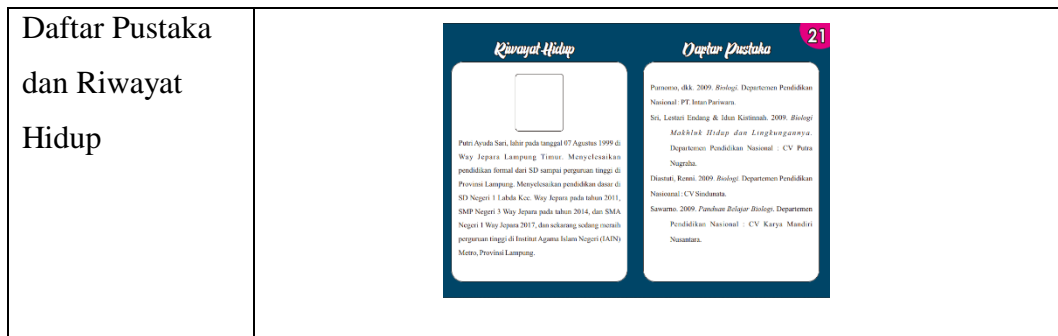 Daftar Pustaka
dan Riwayat
Hidup
21
Riwayat Hidup
Putri Ayuda Sari, lahir pada tanggal 07 Agustus 1999 di
Way Jepara Lampung Timur. Menyelesaikan
pendidikan formal dari SD sampai perguruan tinggi di
Provinsi Lampung. Menyelesaikan pendidikan dasar di
SD Negeri 1 Labda Kec. Way Jepara pada tahun 2011,
SMP Negeri 3 Way Jepara pada tahun 2014, dan SMA
Negeri 1 Way Jepara 2017, dan sekarang sedang meraih
perguruan tinggi di Institut Agama Islam Negeri (IAIN)
Metro, Provinsi Lampung.
Daftar Pustaka
Purnomo, dkk. 2009. Biologi. Departemen Pendidikan
Nasional : PT. Intan Pariwara.
Sri, Lestari Endang & Idun Kistinnah. 2009. Biologi
Makhluk Hidup dan Lingkungannya.
Departemen Pendidikan Nasional : CV Putra
Nugraha.
Diastuti, Renni. 2009. Biologi. Departemen Pendidikan
Nasional : CV Sindunata.
Sawarno. 2009. Panduan Belajar Biologi. Departemen
Pendidikan Nasional : CV Karya Mandiri
Nusantara.